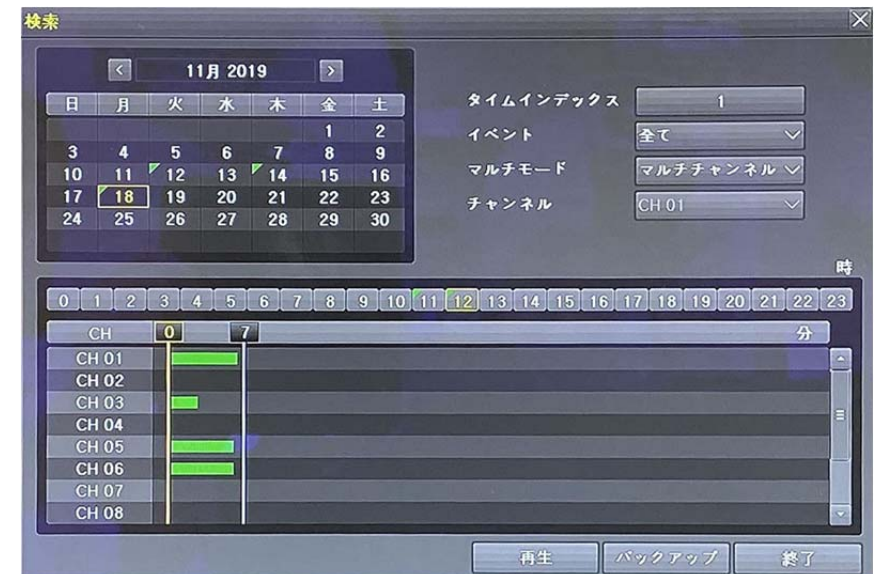 検索
11月 2019
日 月 火 水 木 金 土
1 2
3 4 5 6 7 8 9
10 11 12 13 14 15 16
17 18 19 20 21 22 23
24 25 26 27 28 29 30
タイムインデックス 1
イベント 全て
マルチモード マルチチャンネル
チャンネル CH 01
時
0 1 2 3 4 5 6 7 8 9 10 11 12 13 14 15 16 17 18 19 20 21 22 23
CH 0 7 分
CH 01
CH 02
CH 03
CH 04
CH 05
CH 06
CH 07
CH 08
再生 バックアップ 終了